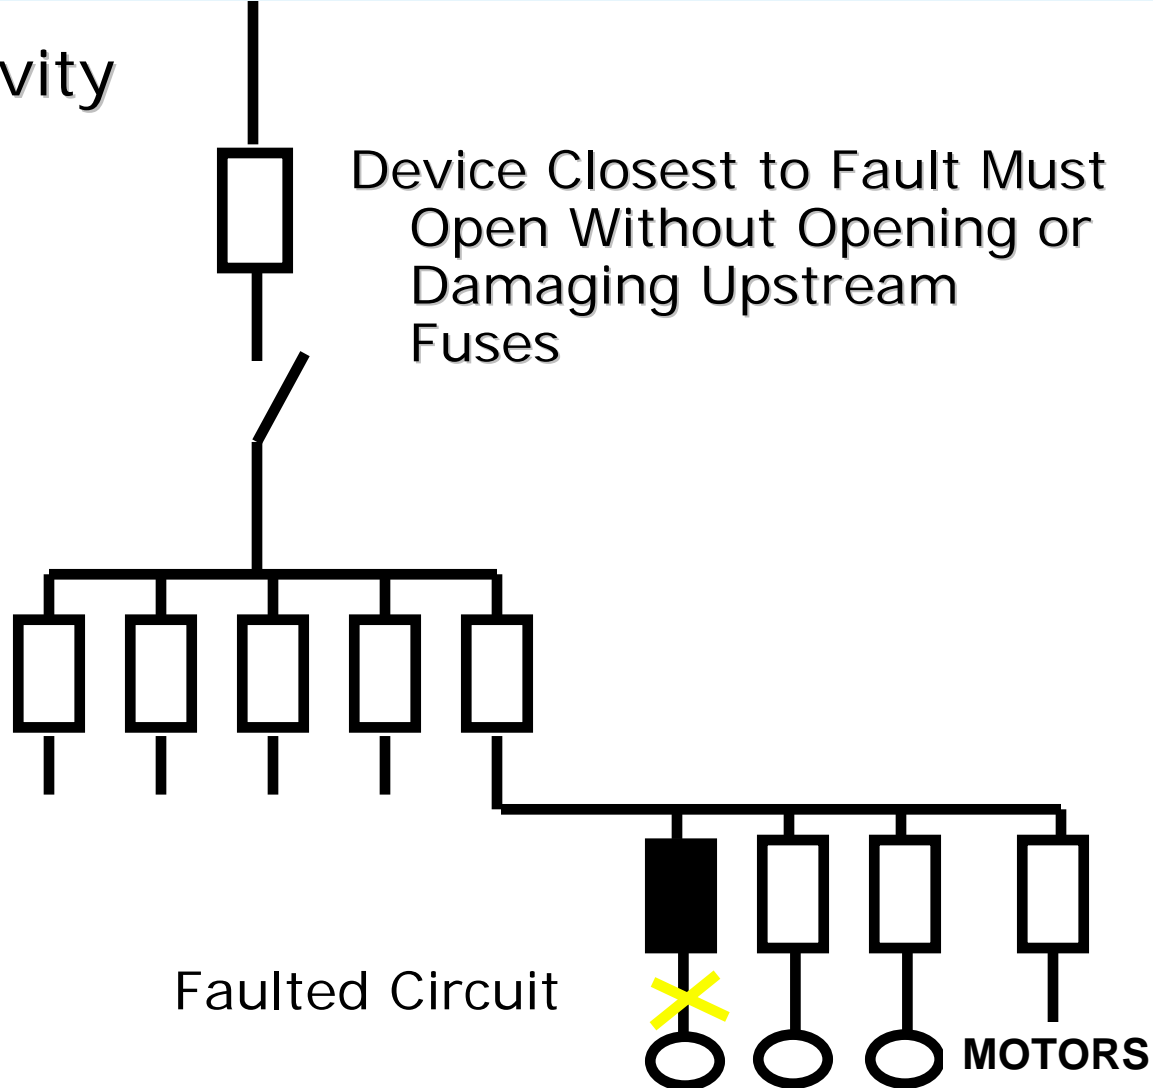 vity
Device Closest to Fault Must
Open Without Opening or
Damaging Upstream
Fuses
Faulted Circuit
MOTORS